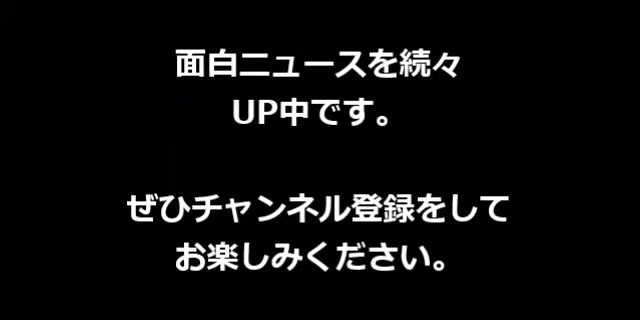 面白ニュースを続々
UP中です。
ぜひチャンネル登録をして
お楽しみください。